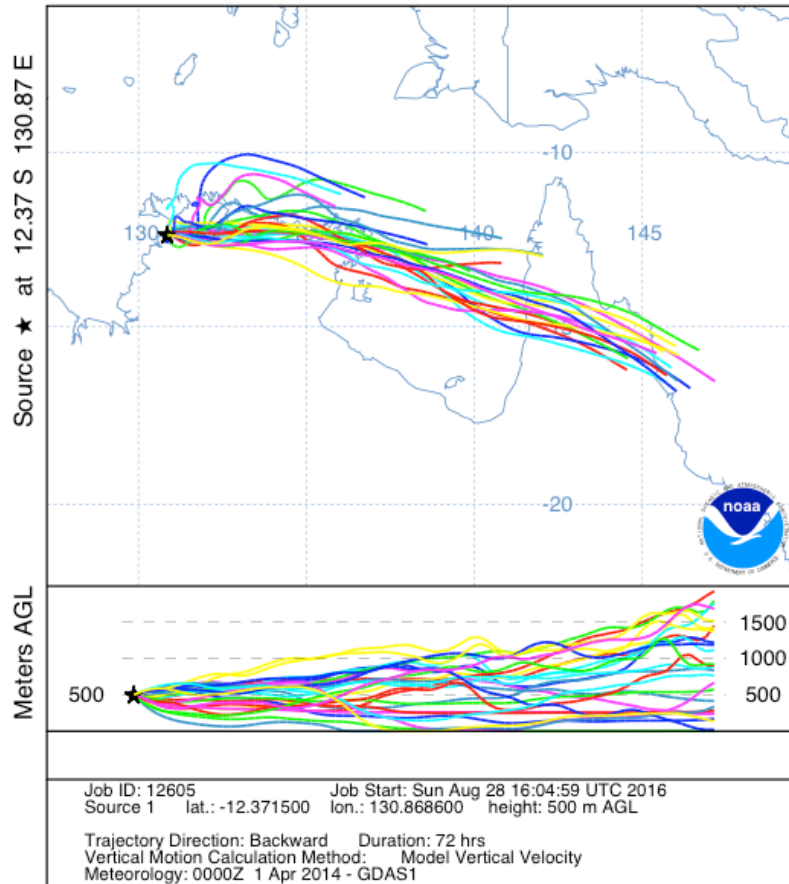 Source ★ at 12.37 S 130.87 E
-10
130
140
145
-20
noaa
Meters AGL
1500
1000
500
500
Job ID: 12605 Job Start: Sun Aug 28 16:04:59 UTC 2016
Source 1 lat.: -12.371500 lon.: 130.868600 height: 500 m AGL
Trajectory Direction: Backward Duration: 72 hrs
Vertical Motion Calculation Method: Model Vertical Velocity
Meteorology: 0000Z 1 Apr 2014 - GDAS1